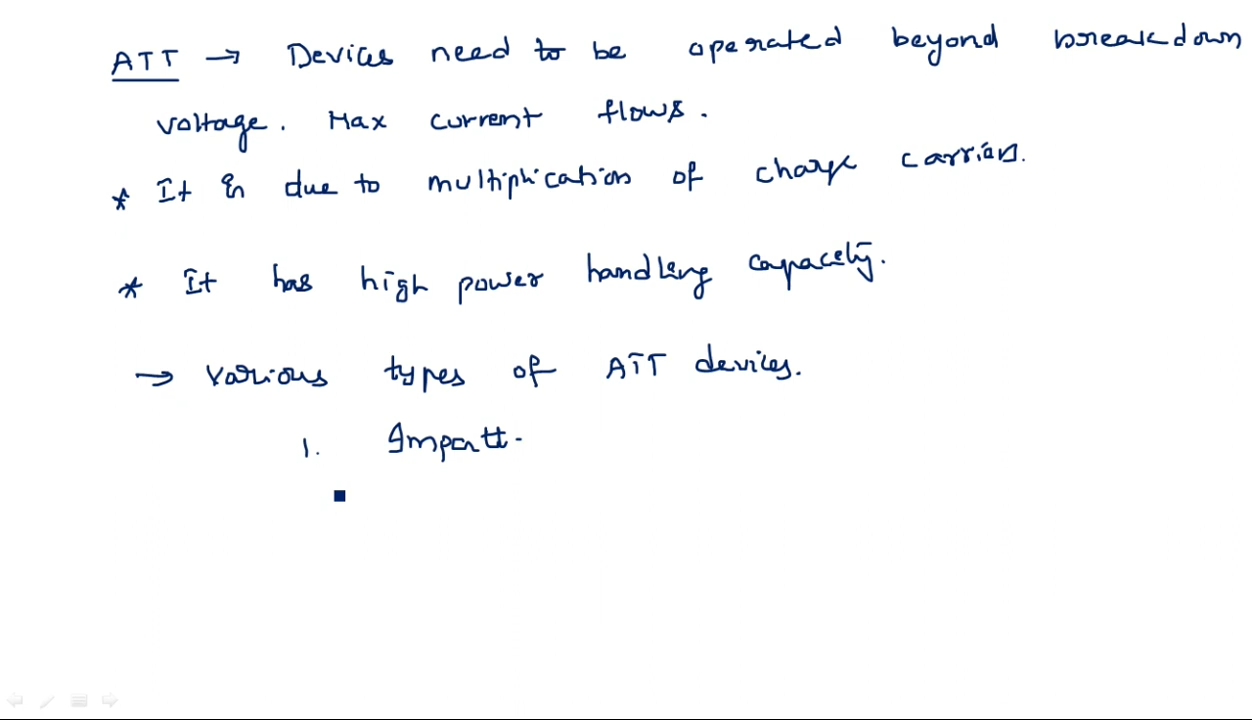 ATT → Devices need to be operated beyond breakdown
voltage. Max current flows.
* It is due to multiplication of charge carriers.
* It has high power handling capacity.
→ Various types of ATT devices.
1. Impatt.